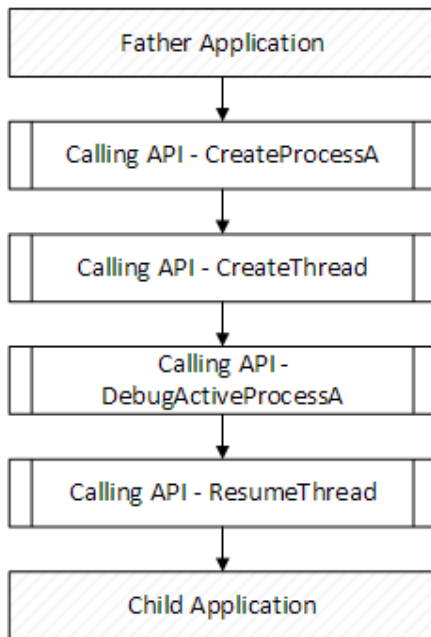 Father Application
Calling API - CreateProcessA
Calling API - CreateThread
Calling API -
DebugActiveProcessA
Calling API - ResumeThread
Child Application